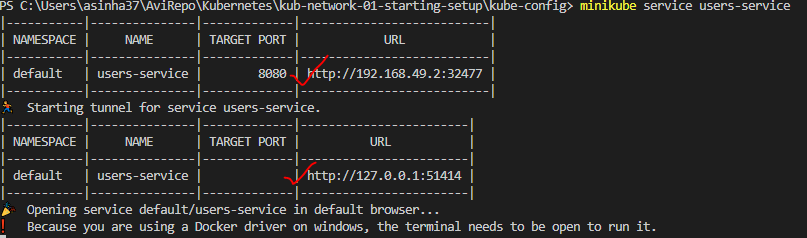 PS C:\Users\asinha37\AviRepo\Kubernetes\kub-network-01-starting-setup\kube-config> minikube service users-service
|-----------|---------------|-------------|---------------------------|
| NAMESPACE | NAME | TARGET PORT | URL |
|-----------|---------------|-------------|---------------------------|
| default | users-service | 8080 | http://192.168.49.2:32477 |
|-----------|---------------|-------------|---------------------------|
🏃 Starting tunnel for service users-service.
|-----------|---------------|-------------|------------------------|
| NAMESPACE | NAME | TARGET PORT | URL |
|-----------|---------------|-------------|------------------------|
| default | users-service | | http://127.0.0.1:51414 |
|-----------|---------------|-------------|------------------------|
🎉 Opening service default/users-service in default browser...
❗ Because you are using a Docker driver on windows, the terminal needs to be open to run it.